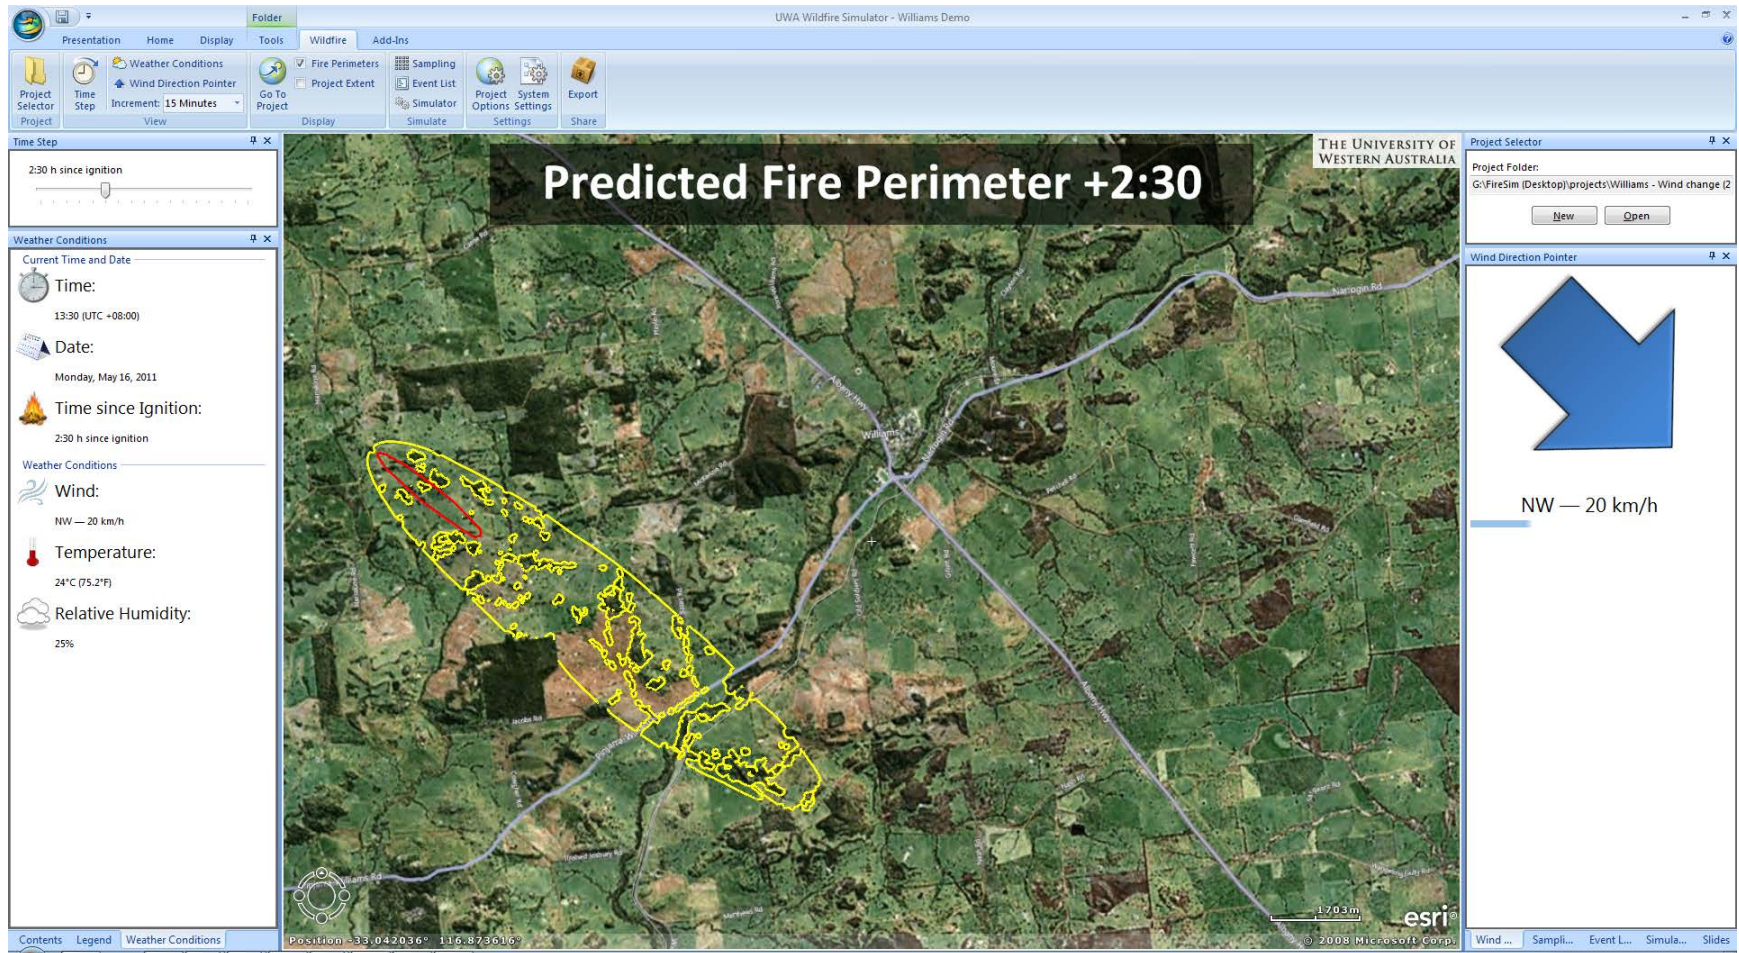 Folder
UWA Wildfire Simulator - Williams Demo
Presentation Home Display Tools Wildfire Add-Ins
Project Selector
Project
Time Step
Weather Conditions
Wind Direction Pointer
Increment: 15 Minutes
View
Go To Project
Fire Perimeters
Project Extent
Display
Sampling
Event List
Simulator
Simulate
Project Options
System Settings
Settings
Export
Share
Time Step
2:30 h since ignition
Weather Conditions
Current Time and Date
Time:
13:30 (UTC +08:00)
Date:
Monday, May 16, 2011
Time since Ignition:
2:30 h since ignition
Weather Conditions
Wind:
NW — 20 km/h
Temperature:
24°C (75.2°F)
Relative Humidity:
25%
Contents Legend Weather Conditions
Predicted Fire Perimeter +2:30
THE UNIVERSITY OF
WESTERN AUSTRALIA
Narrogin Rd
Albany Hwy
Williams
Narrogin Rd
Albany Hwy
Jacobs Rd
1703m
esri
Position -33.042036° 116.873616°
© 2008 Microsoft Corp.
Project Selector
Project Folder:
G:\FireSim (Desktop)\projects\Williams - Wind change (2
New Open
Wind Direction Pointer
NW — 20 km/h
Wind ... Sampli... Event L... Simula... Slides